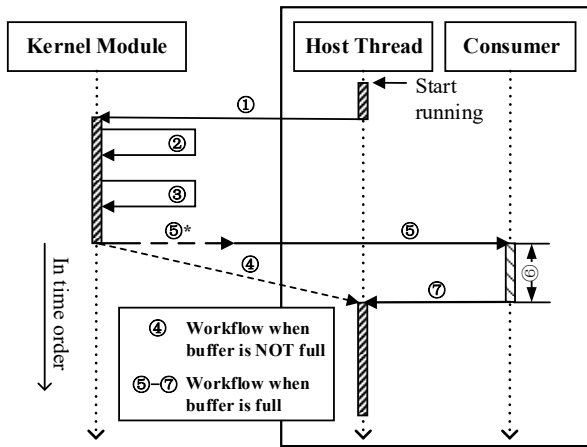 Kernel Module
Host Thread
Consumer
Start
running
①
②
③
⑤*
⑤
④
⑥
⑦
In time order
④ Workflow when
buffer is NOT full
⑤–⑦ Workflow when
buffer is full